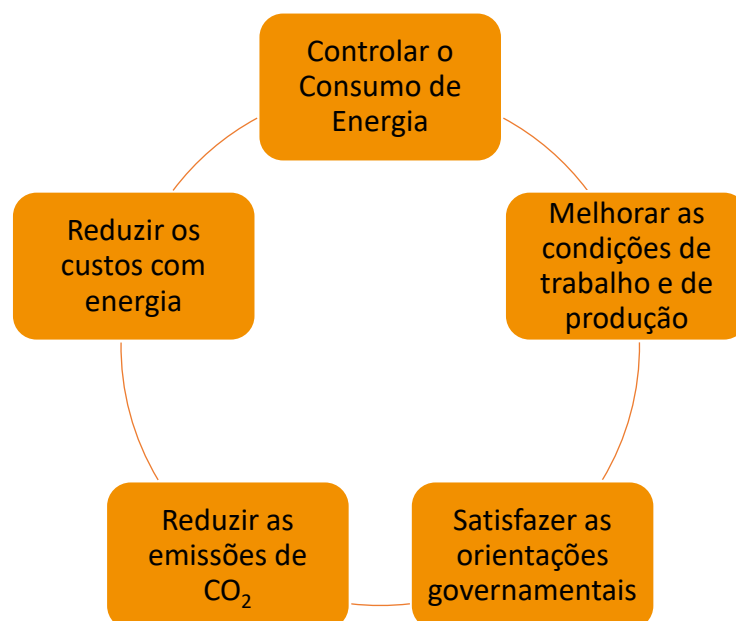 Controlar o
Consumo de
Energia
Melhorar as
condições de
trabalho e de
produção
Satisfazer as
orientações
governamentais
Reduzir as
emissões de
CO₂
Reduzir os
custos com
energia